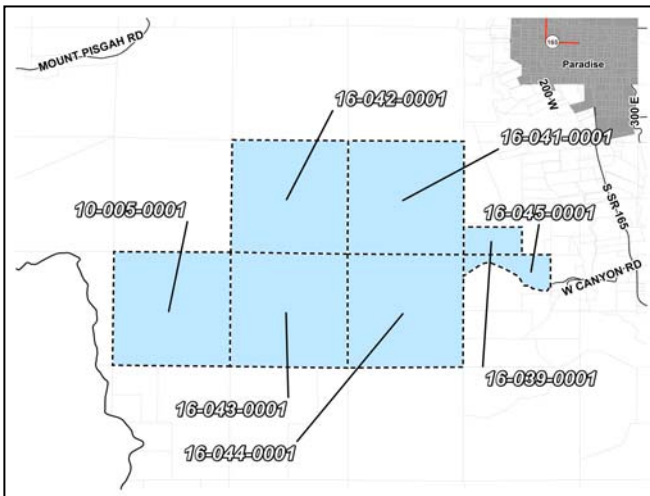 MOUNT PISGAH RD
165
Paradise
200 W
300 E
16-042-0001
16-041-0001
10-005-0001
16-045-0001
S SR-165
W CANYON RD
16-039-0001
16-043-0001
16-044-0001